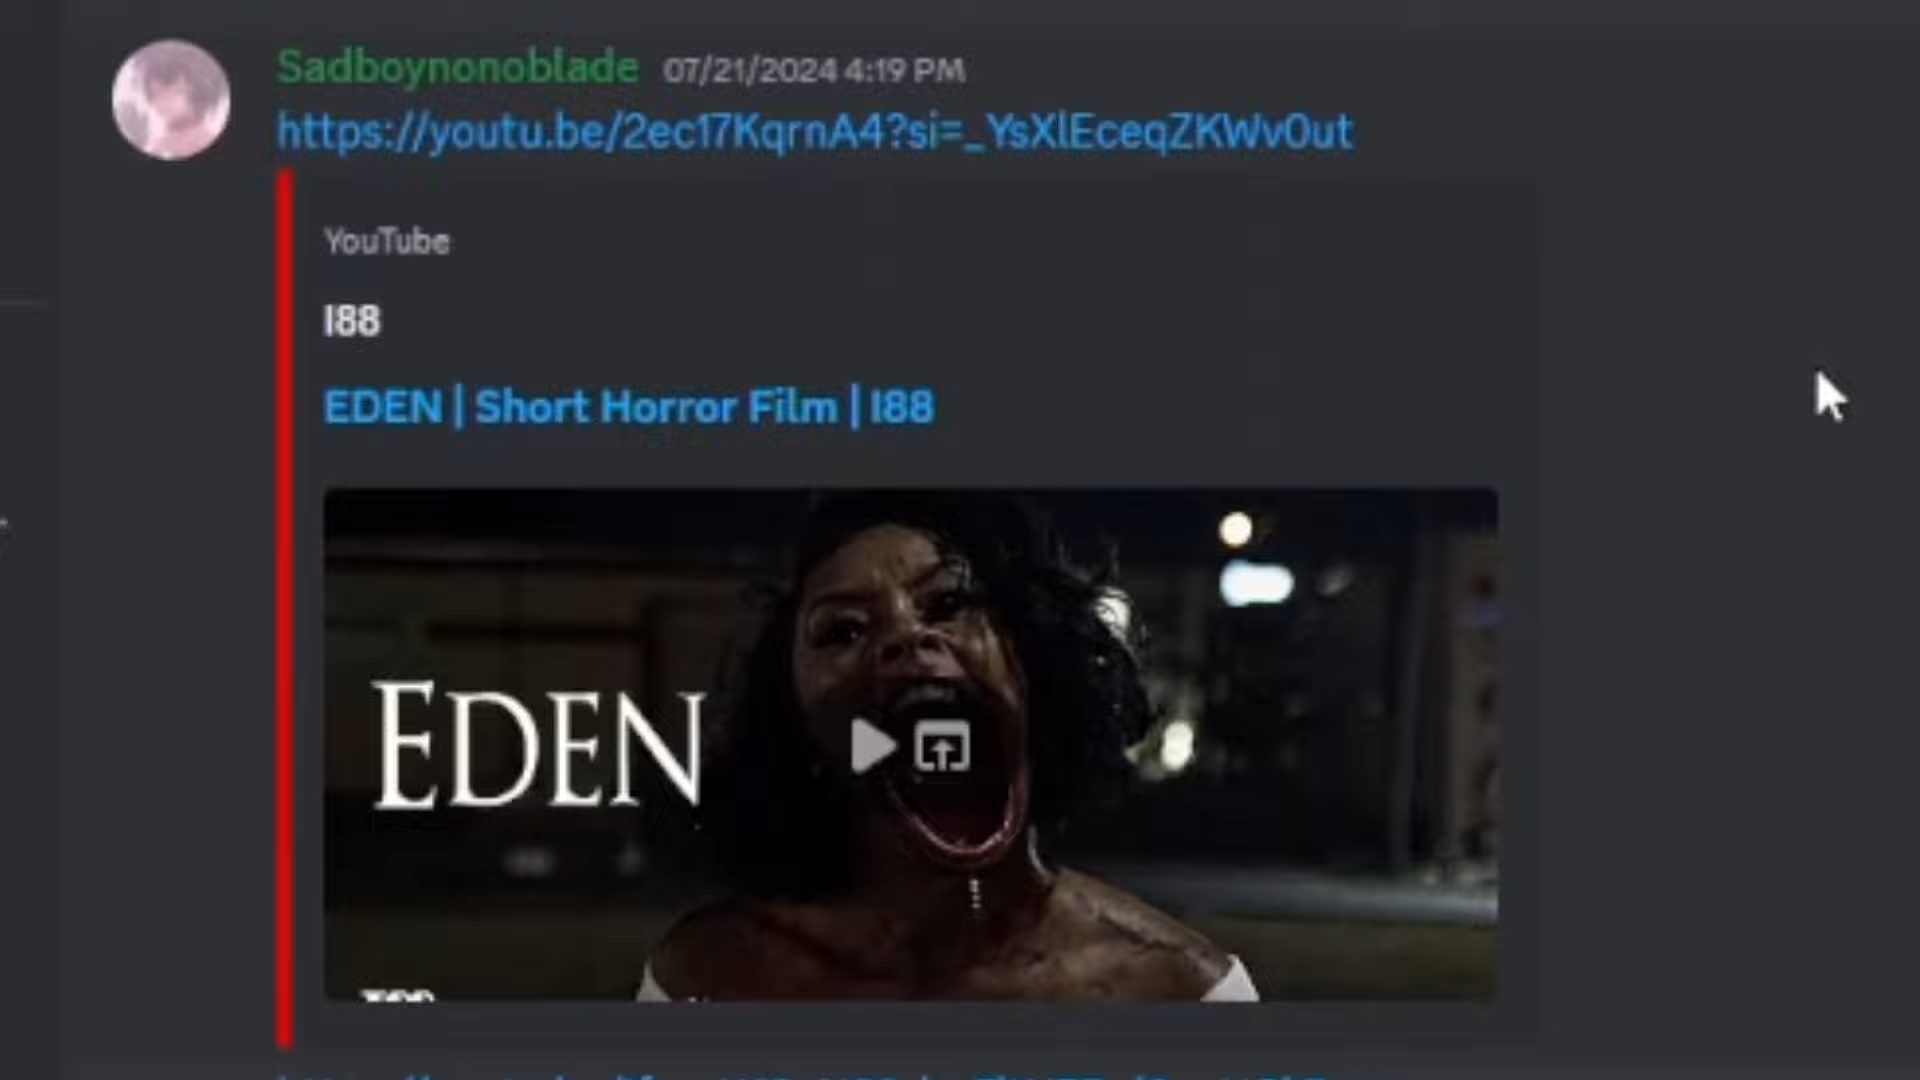 Sadboynonoblade 07/21/2024 4:19 PM
https://youtu.be/2ec17KqrnA4?si=_YsXlEceqZKWv0ut
YouTube
I88
EDEN | Short Horror Film | I88
EDEN